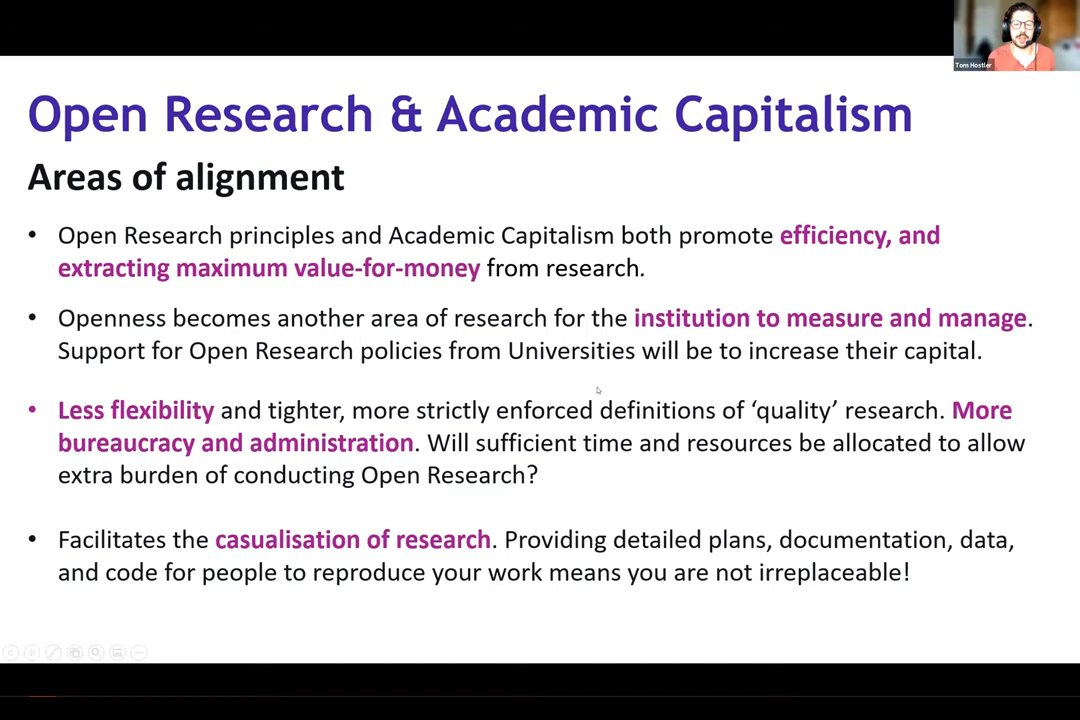 Tom Hostler
Open Research & Academic Capitalism
Areas of alignment
• Open Research principles and Academic Capitalism both promote efficiency, and
extracting maximum value-for-money from research.
• Openness becomes another area of research for the institution to measure and manage.
Support for Open Research policies from Universities will be to increase their capital.
• Less flexibility and tighter, more strictly enforced definitions of ‘quality’ research. More
bureaucracy and administration. Will sufficient time and resources be allocated to allow
extra burden of conducting Open Research?
• Facilitates the casualisation of research. Providing detailed plans, documentation, data,
and code for people to reproduce your work means you are not irreplaceable!